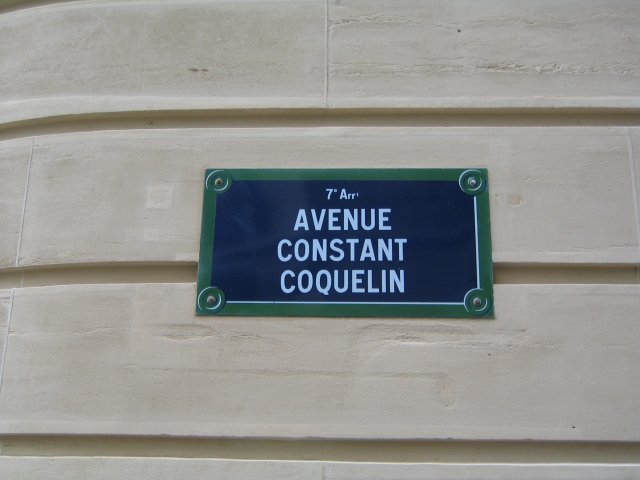 7e Arrt
AVENUE
CONSTANT
COQUELIN